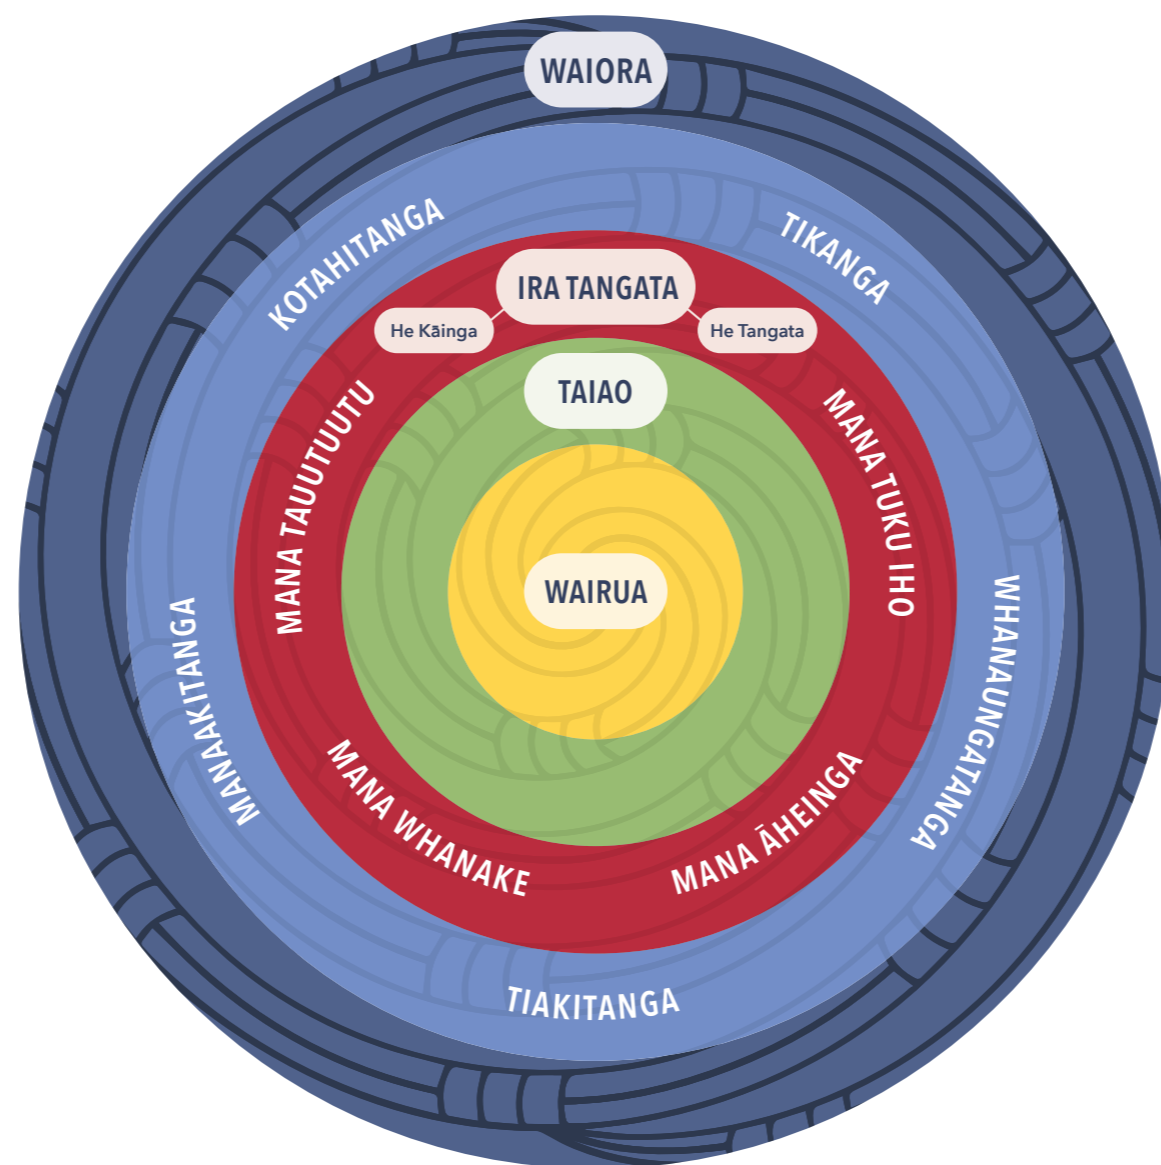 WAIORA
KOTAHITANGA
TIKANGA
IRA TANGATA
He Kāinga
He Tangata
TAIAO
MANA TAUUTUUTU
MANA TUKU IHO
WAIRUA
MANAAKITANGA
WHANAUNGATANGA
MANA WHANAKE
MANA ĀHEINGA
TIAKITANGA